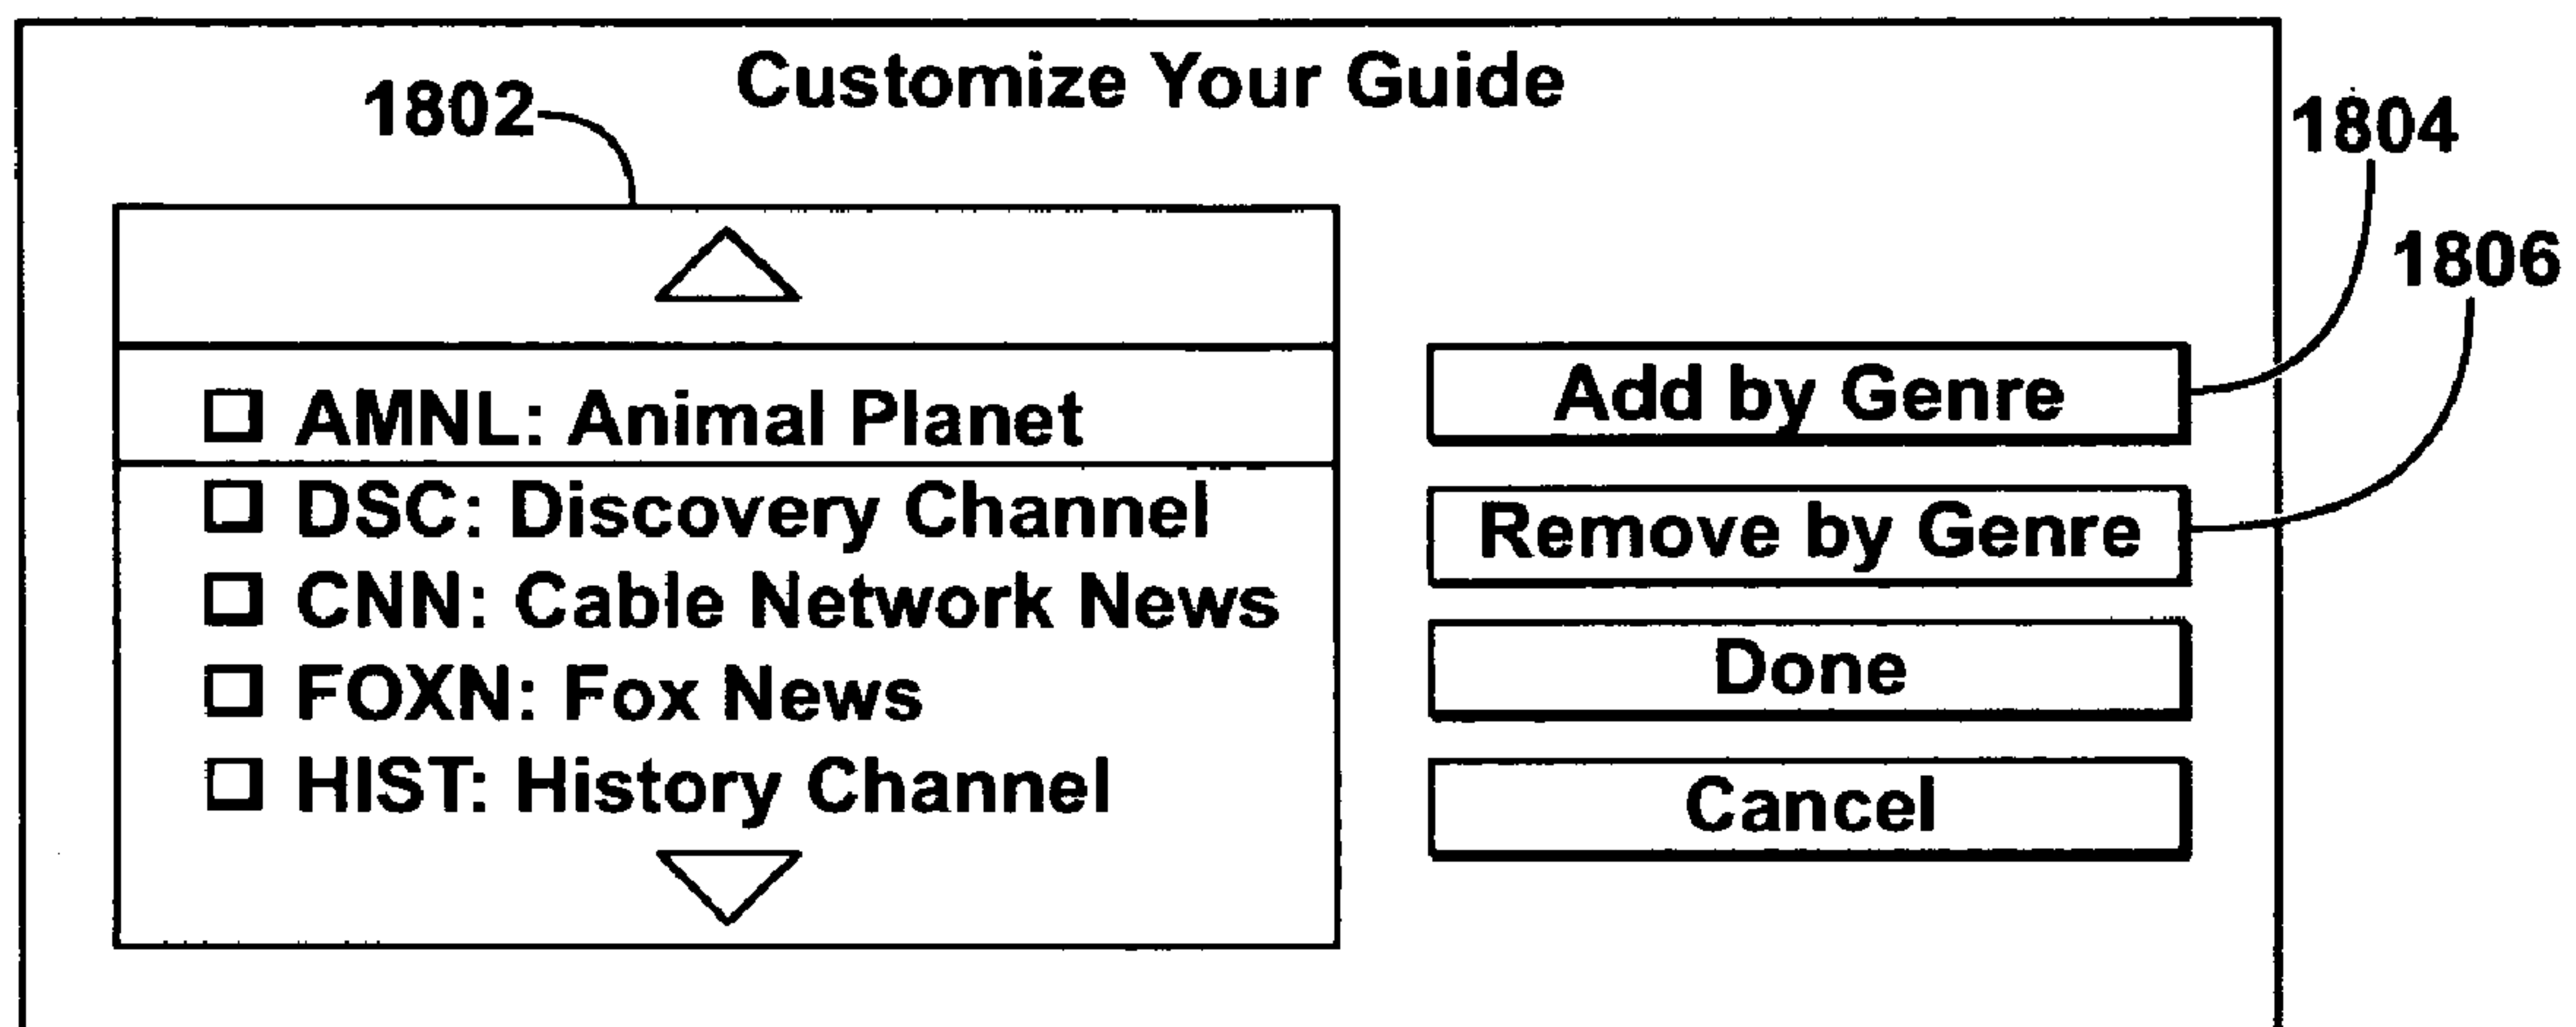 Customize Your Guide
1802
1804
1806
AMNL: Animal Planet
DSC: Discovery Channel
CNN: Cable Network News
FOXN: Fox News
HIST: History Channel
Add by Genre
Remove by Genre
Done
Cancel